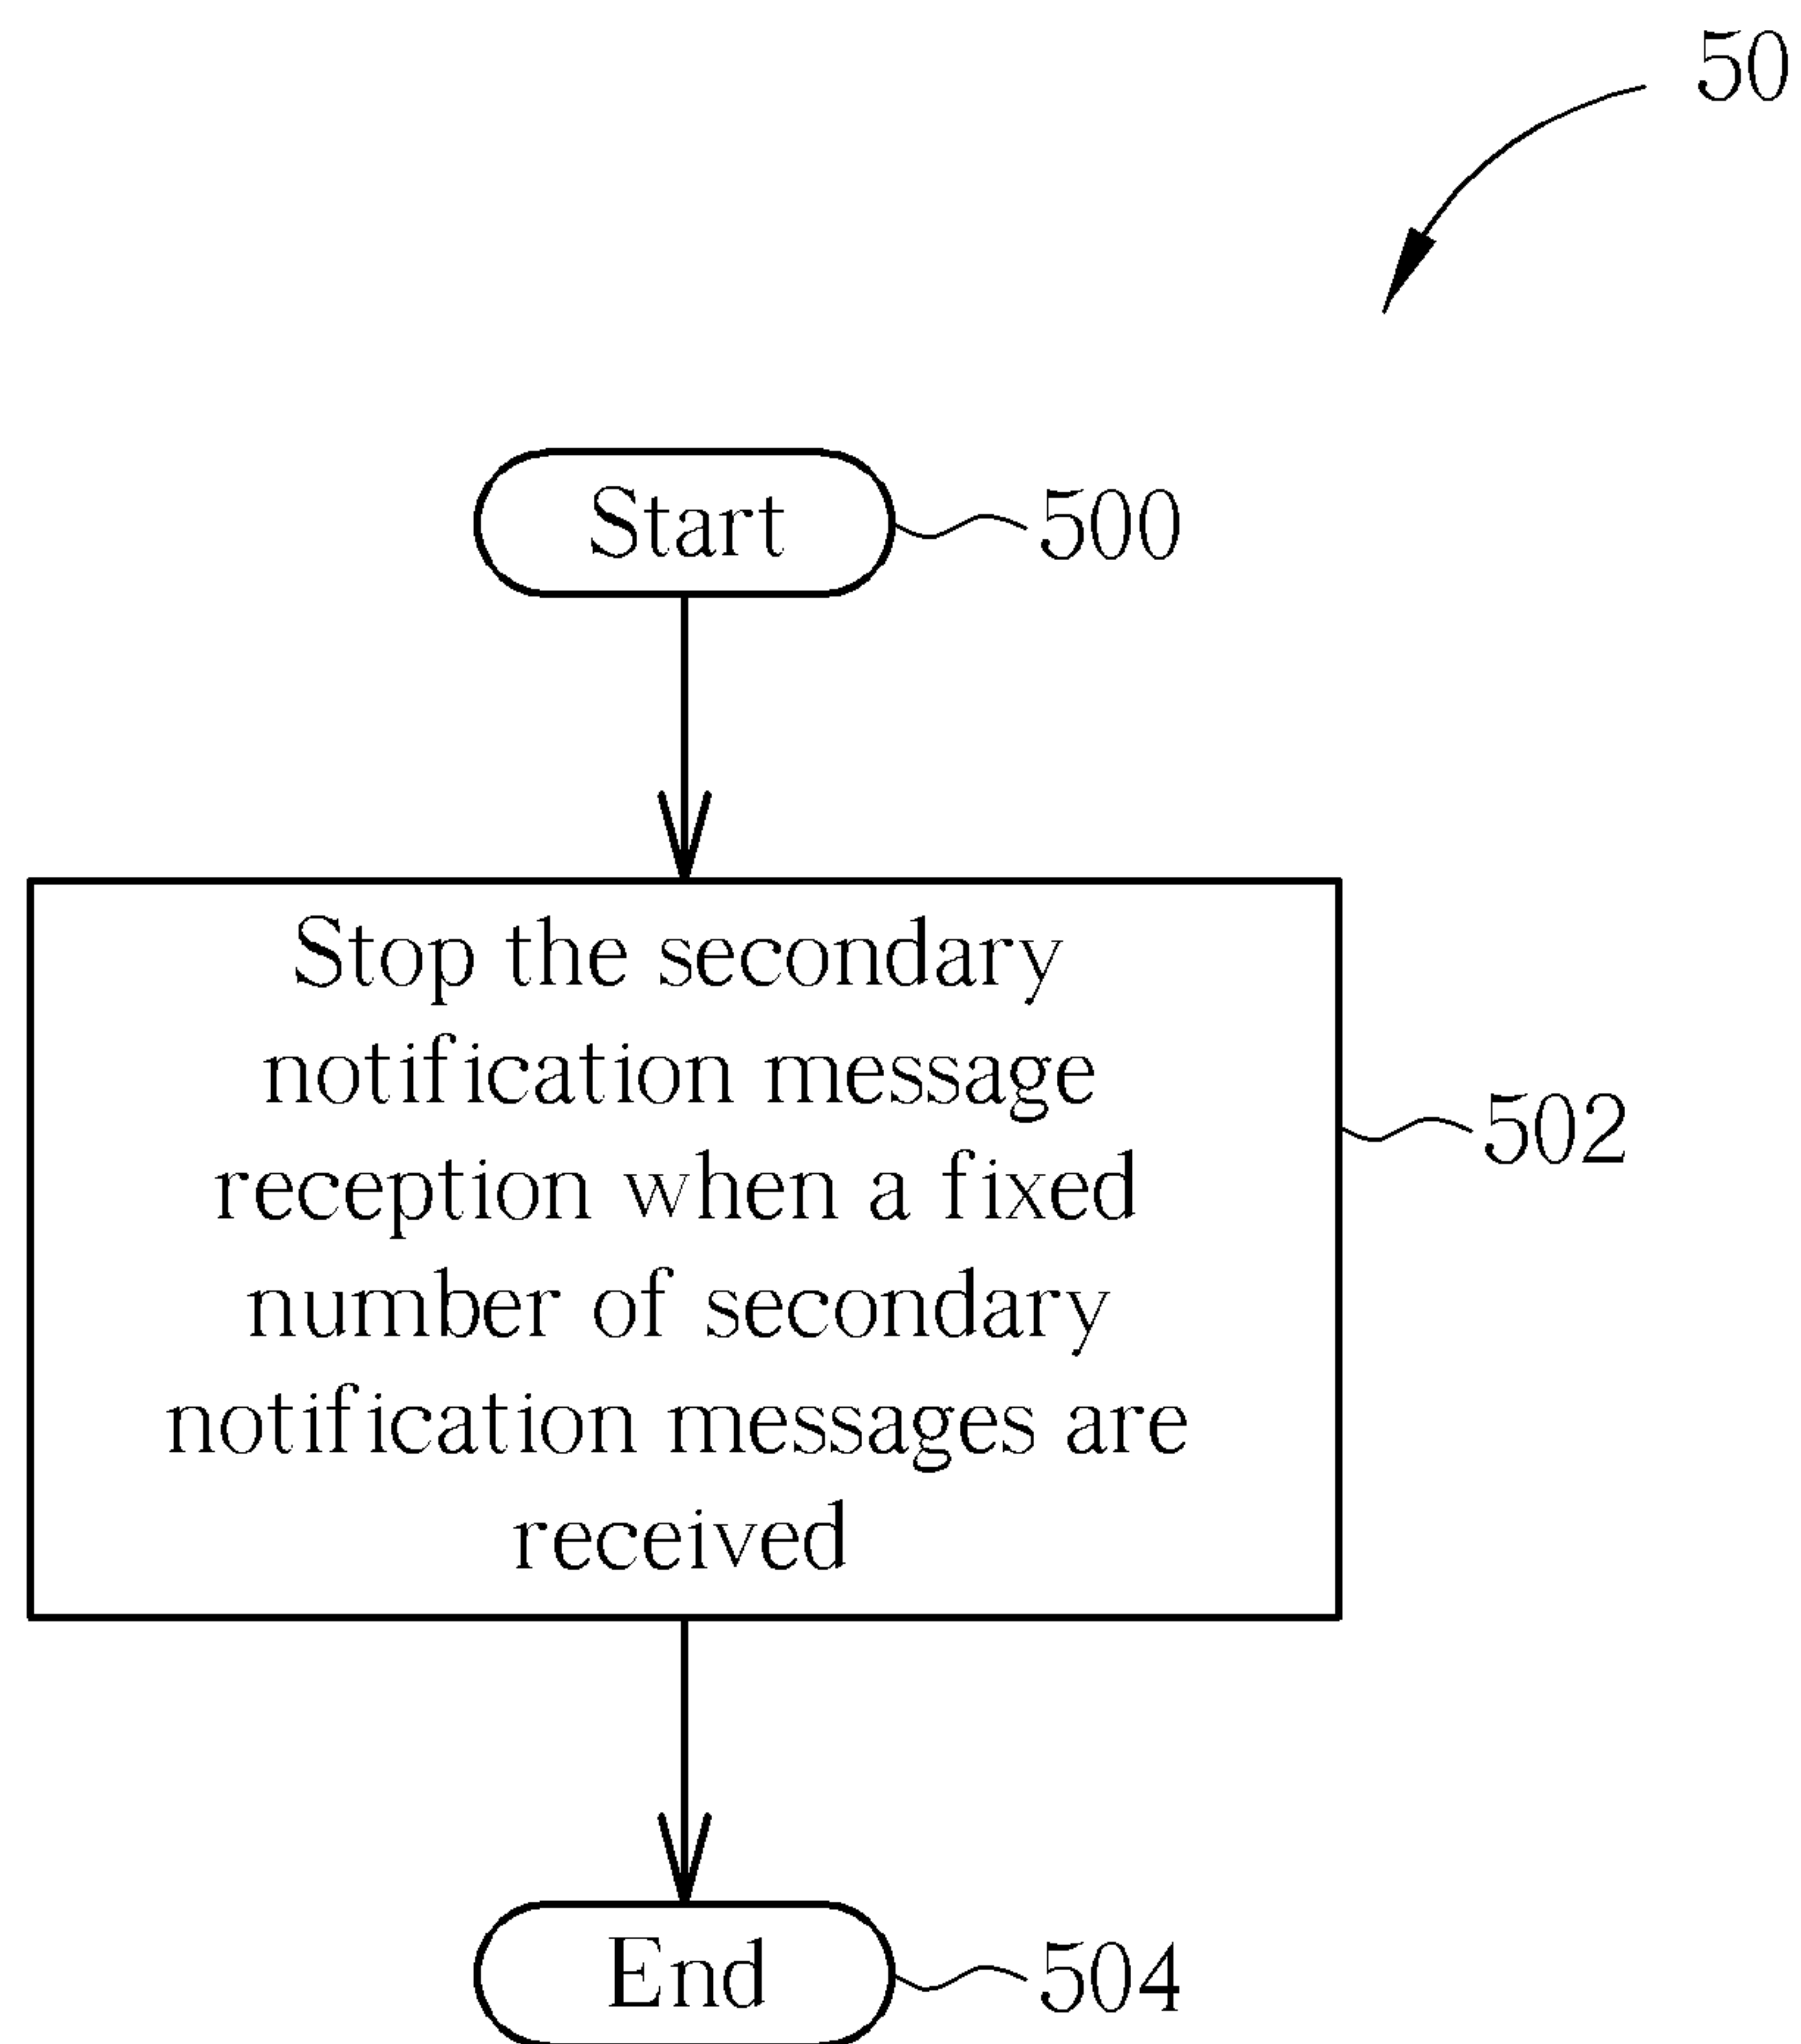 50
Start
500
Stop the secondary
notification message
reception when a fixed
number of secondary
notification messages are
received
502
End
504